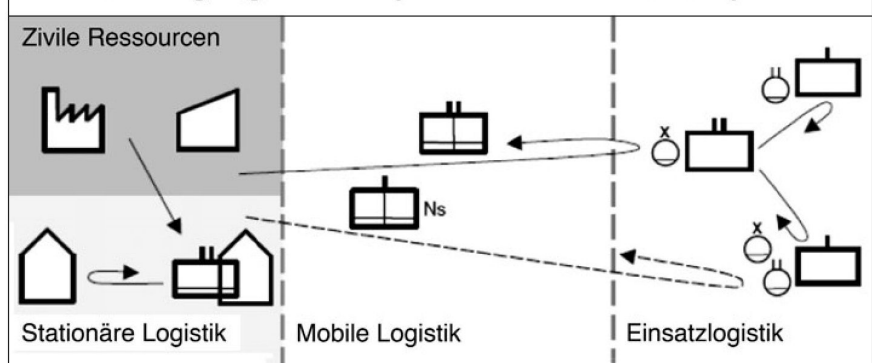 Zivile Ressourcen
X
Ns
X
Stationäre Logistik
Mobile Logistik
Einsatzlogistik